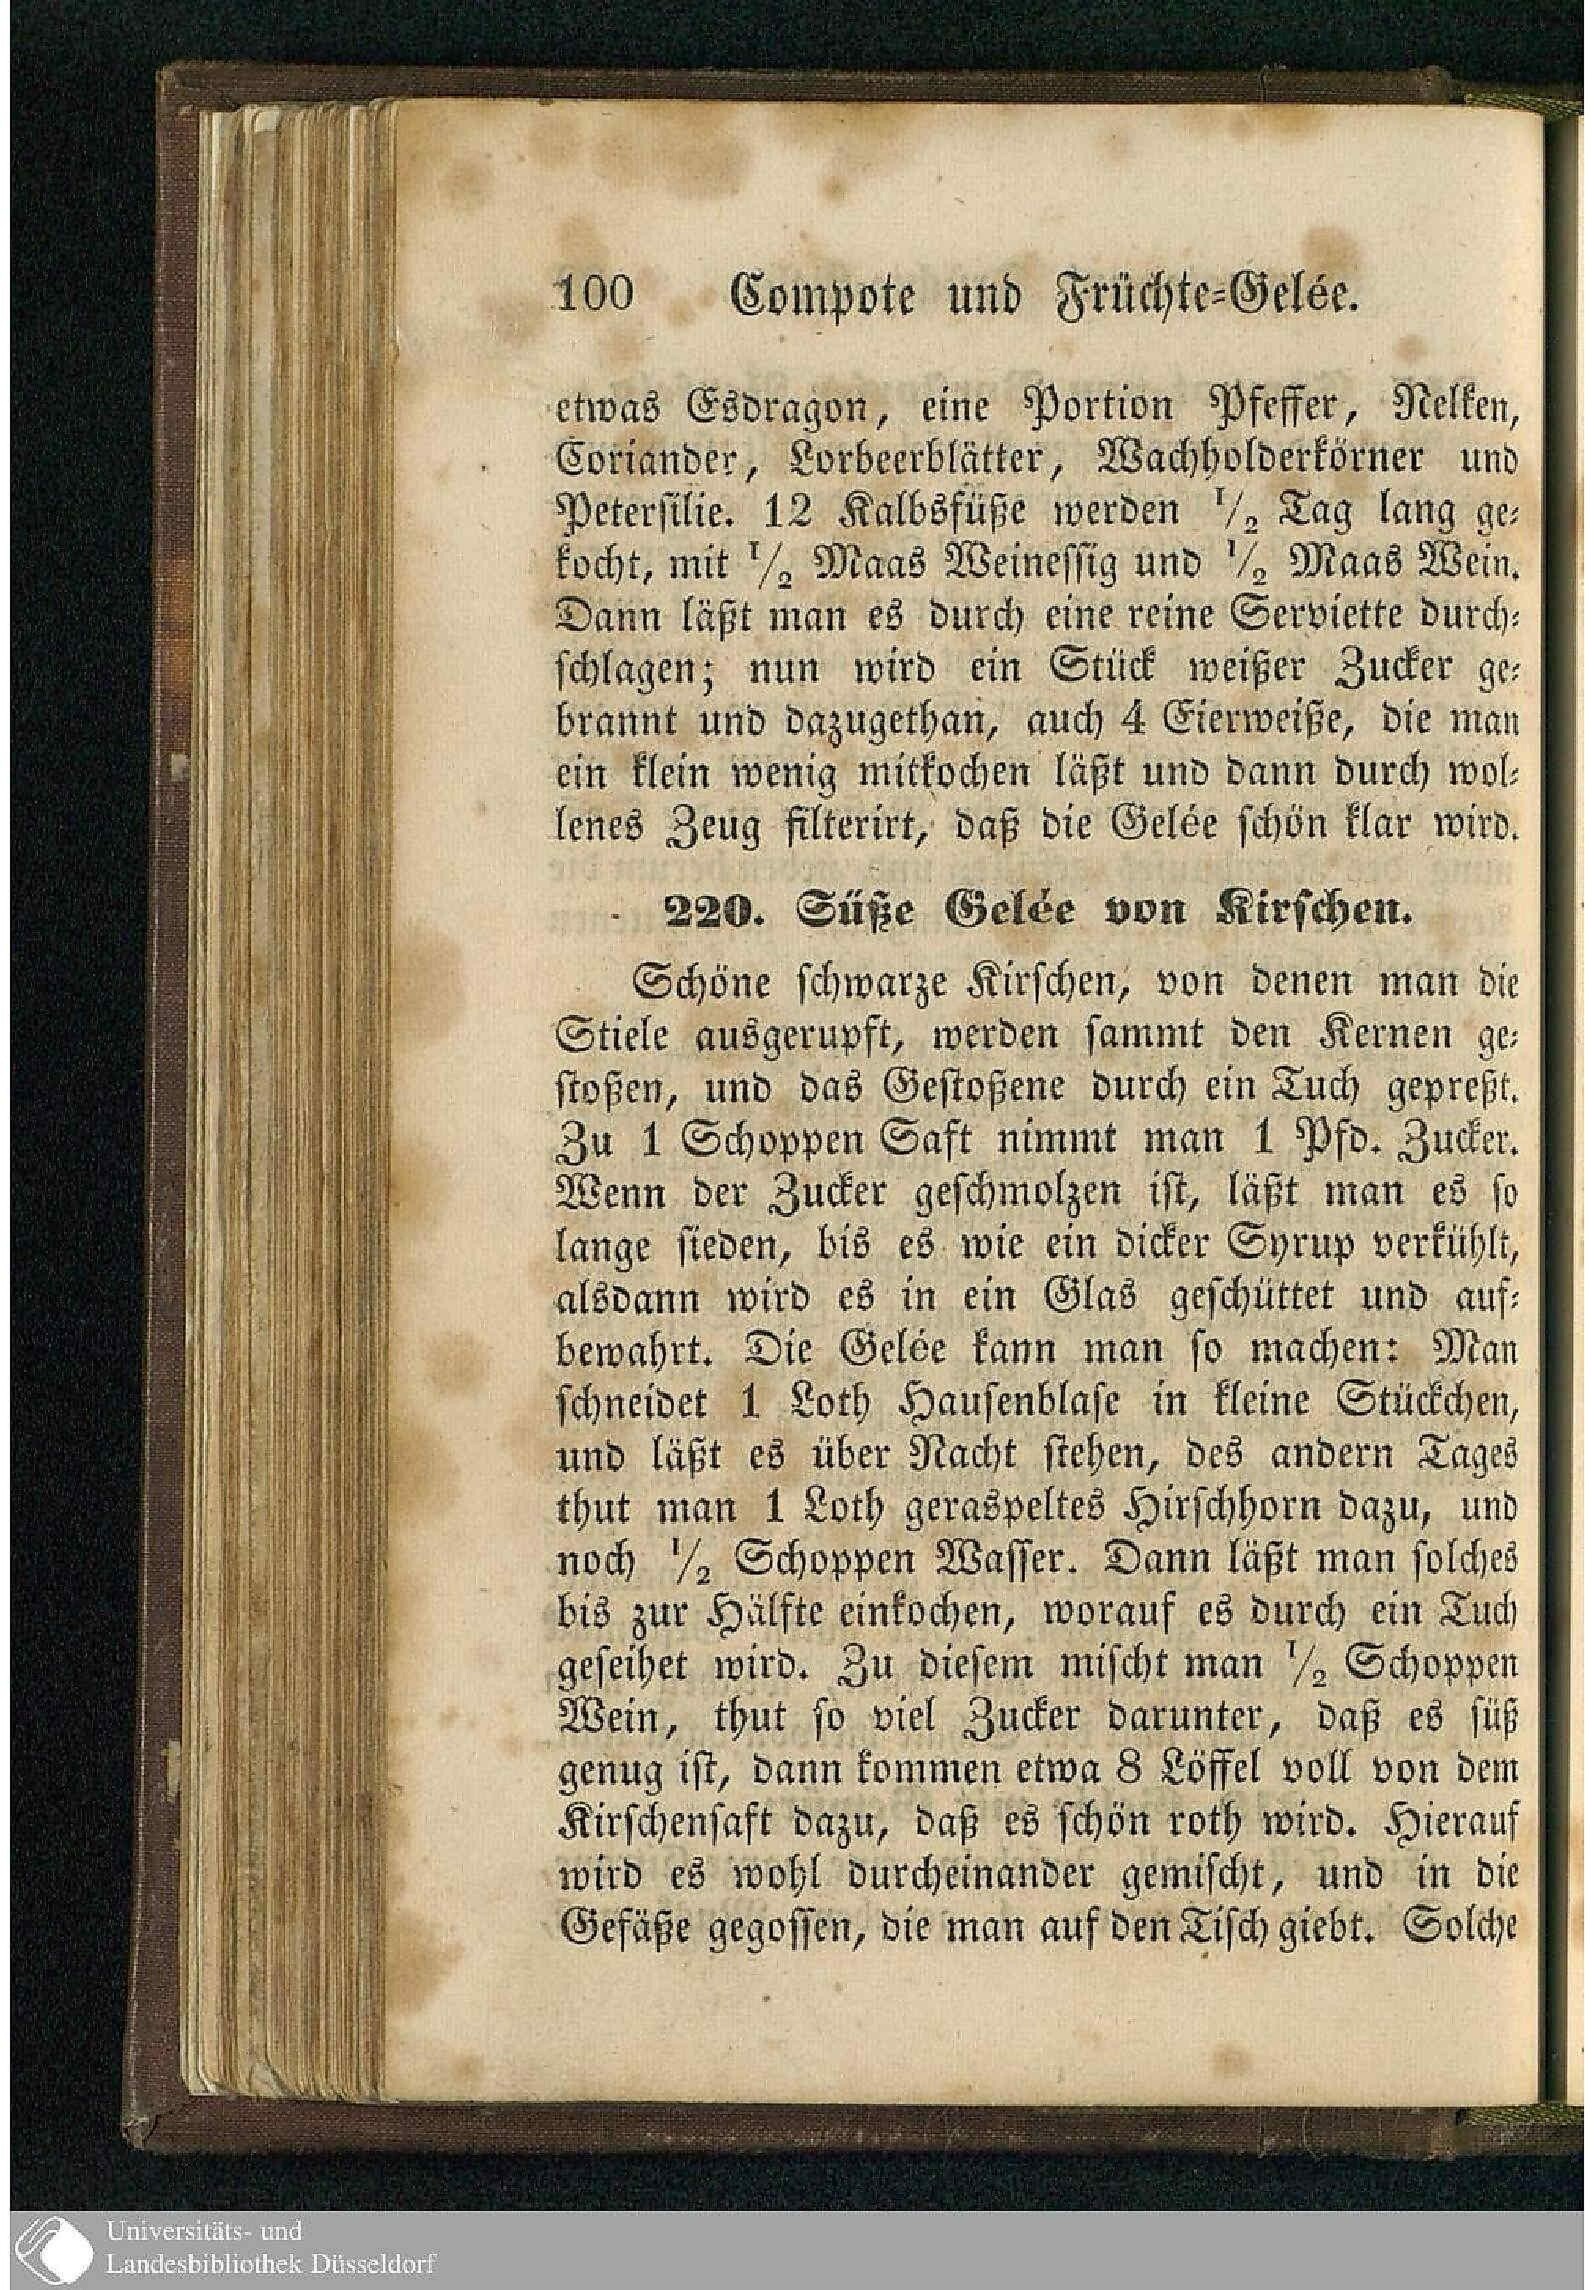 100 Compote und Früchte-Gelée.
etwas Esdragon, eine Portion Pfeffer, Nelken,
Coriander, Lorbeerblätter, Wachholderkörner und
Petersilie. 12 Kalbsfüße werden 1/2 Tag lang ge-
kocht, mit 1/2 Maas Weinessig und 1/2 Maas Wein.
Dann läßt man es durch eine reine Serviette durch-
schlagen; nun wird ein Stück weißer Zucker ge-
brannt und dazugethan, auch 4 Eierweiße, die man
ein klein wenig mitkochen läßt und dann durch wol-
lenes Zeug filterirt, daß die Gelée schön klar wird.
220. Süße Gelée von Kirschen.
Schöne schwarze Kirschen, von denen man die
Stiele ausgerupft, werden sammt den Kernen ge-
stoßen, und das Gestoßene durch ein Tuch gepreßt.
Zu 1 Schoppen Saft nimmt man 1 Pfd. Zucker.
Wenn der Zucker geschmolzen ist, läßt man es so
lange sieden, bis es wie ein dicker Syrup verkühlt,
alsdann wird es in ein Glas geschüttet und auf-
bewahrt. Die Gelée kann man so machen: Man
schneidet 1 Loth Hausenblase in kleine Stückchen,
und läßt es über Nacht stehen, des andern Tages
thut man 1 Loth geraspeltes Hirschhorn dazu, und
noch 1/2 Schoppen Wasser. Dann läßt man solches
bis zur Hälfte einkochen, worauf es durch ein Tuch
geseihet wird. Zu diesem mischt man 1/2 Schoppen
Wein, thut so viel Zucker darunter, daß es süß
genug ist, dann kommen etwa 8 Löffel voll von dem
Kirschensaft dazu, daß es schön roth wird. Hierauf
wird es wohl durcheinander gemischt, und in die
Gefäße gegossen, die man auf den Tisch giebt. Solche
Universitäts- und
Landesbibliothek Düsseldorf